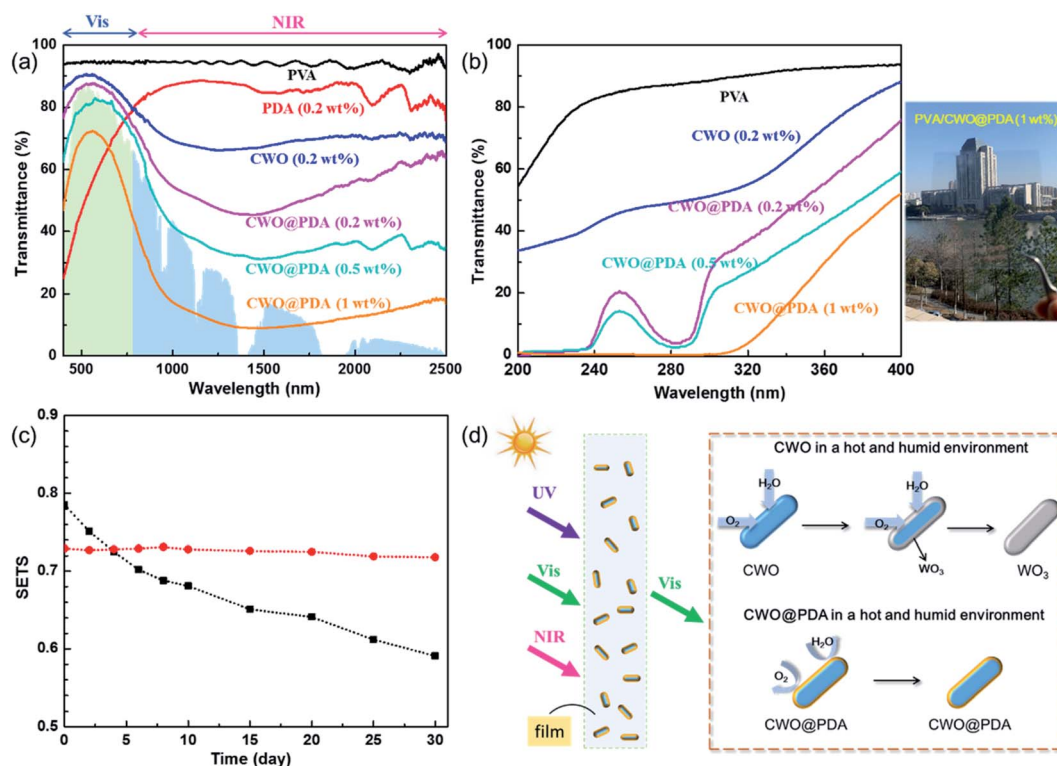 Vis
NIR
(a)
100
80
60
40
20
0
Transmittance (%)
PVA
PDA (0.2 wt%)
CWO (0.2 wt%)
CWO@PDA (0.2 wt%)
CWO@PDA (0.5 wt%)
CWO@PDA (1 wt%)
500 1000 1500 2000 2500
Wavelength (nm)
(b)
100
80
60
40
20
0
Transmittance (%)
PVA
CWO (0.2 wt%)
CWO@PDA (0.2 wt%)
CWO@PDA (0.5 wt%)
CWO@PDA (1 wt%)
200 240 280 320 360 400
Wavelength (nm)
PVA/CWO@PDA (1 wt%)
(c)
0.9
0.8
0.7
0.6
0.5
SETS
0 5 10 15 20 25 30
Time (day)
(d)
UV
Vis
NIR
Vis
film
CWO in a hot and humid environment
H₂O
O₂
CWO
H₂O
O₂
WO₃
WO₃
CWO@PDA in a hot and humid environment
H₂O
O₂
CWO@PDA
CWO@PDA